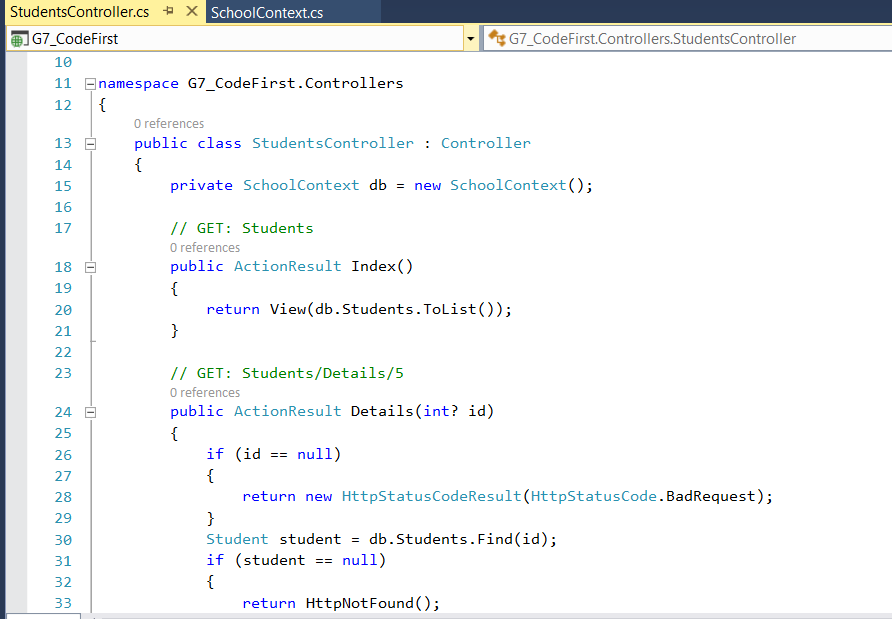 StudentsController.cs SchoolContext.cs
G7_CodeFirst G7_CodeFirst.Controllers.StudentsController
10
11 namespace G7_CodeFirst.Controllers
12 {
0 references
13 public class StudentsController : Controller
14 {
15 private SchoolContext db = new SchoolContext();
16
17 // GET: Students
0 references
18 public ActionResult Index()
19 {
20 return View(db.Students.ToList());
21 }
22
23 // GET: Students/Details/5
0 references
24 public ActionResult Details(int? id)
25 {
26 if (id == null)
27 {
28 return new HttpStatusCodeResult(HttpStatusCode.BadRequest);
29 }
30 Student student = db.Students.Find(id);
31 if (student == null)
32 {
33 return HttpNotFound();